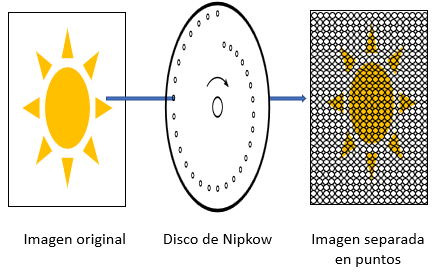 Imagen original
Disco de Nipkow
Imagen separada
en puntos